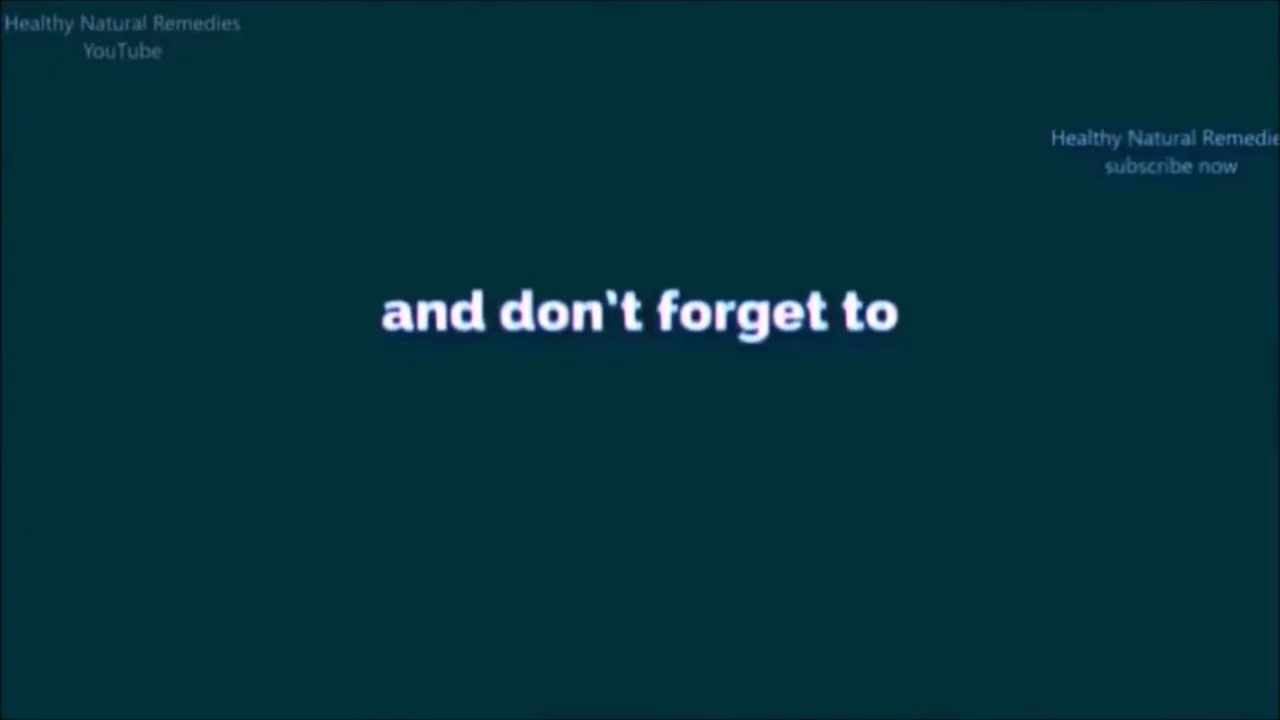 Healthy Natural Remedies
YouTube
Healthy Natural Remedie
subscribe now
and don't forget to